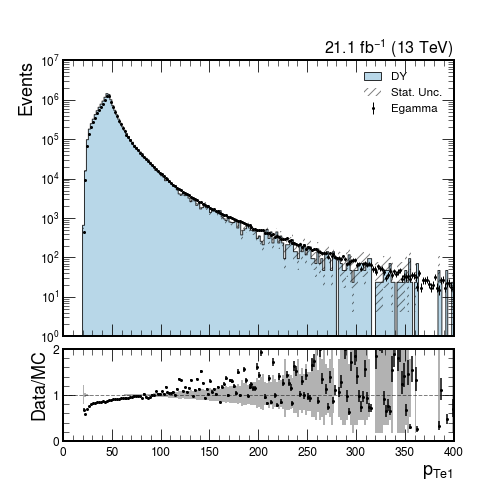 21.1 fb⁻¹ (13 TeV)
Events
10⁷
10⁶
10⁵
10⁴
10³
10²
10¹
10⁰
DY
Stat. Unc.
Egamma
Data/MC
2
1
0
0 50 100 150 200 250 300 350 400
pTe1